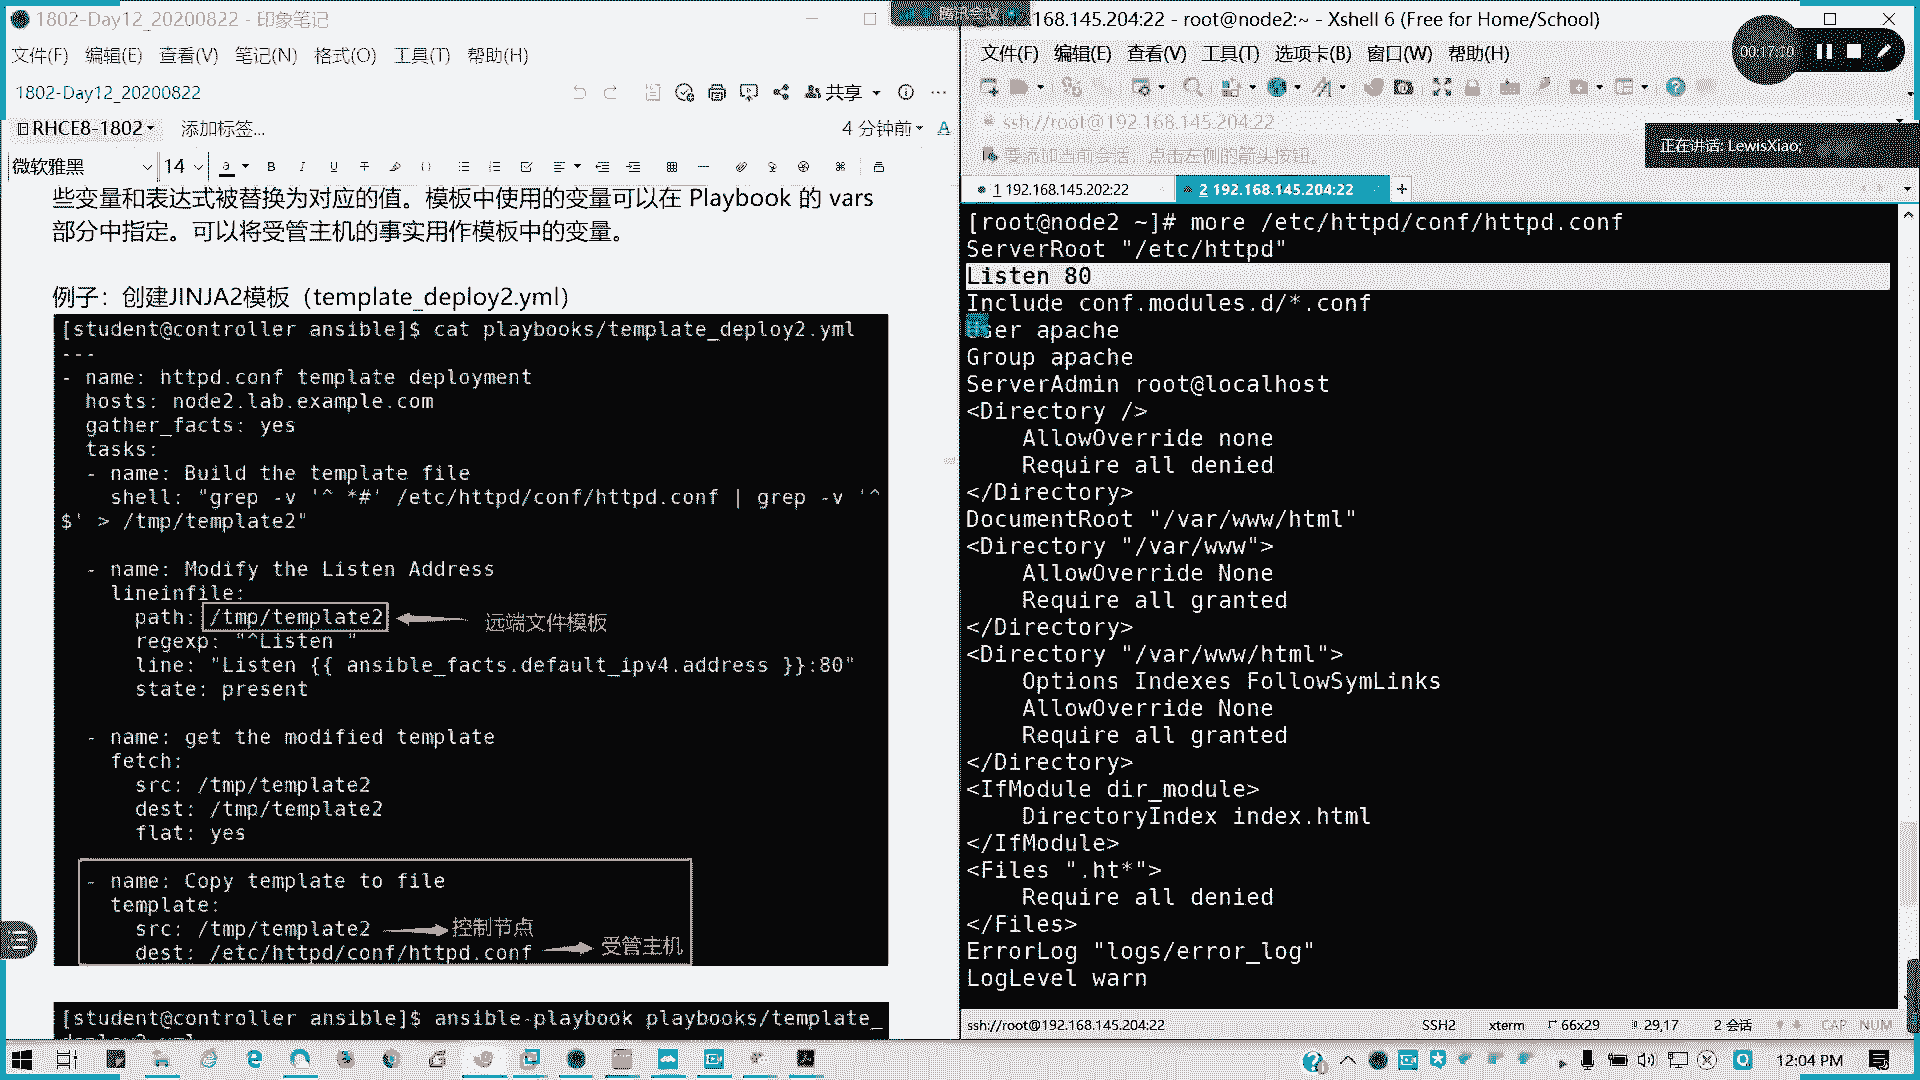 1802-Day12_20200822 - 印象笔记
文件(F) 编辑(E) 查看(V) 笔记(N) 格式(O) 工具(T) 帮助(H)
1802-Day12_20200822
共享
RHCE8-1802 添加标签...
4 分钟前
微软雅黑 14
些变量和表达式被替换为对应的值。模板中使用的变量可以在 Playbook 的 vars
部分中指定。可以将受管主机的事实用作模板中的变量。
例子：创建JINJA2模板（template_deploy2.yml）
[student@controller ansible]$ cat playbooks/template_deploy2.yml
---
- name: httpd.conf template deployment
hosts: node2.lab.example.com
gather_facts: yes
tasks:
- name: Build the template file
shell: "grep -v '^ *#' /etc/httpd/conf/httpd.conf | grep -v '^
$' > /tmp/template2"
- name: Modify the Listen Address
lineinfile:
path: /tmp/template2
远端文件模板
regexp: "^Listen "
line: "Listen {{ ansible_facts.default_ipv4.address }}:80"
state: present
- name: get the modified template
fetch:
src: /tmp/template2
dest: /tmp/template2
flat: yes
- name: Copy template to file
template:
src: /tmp/template2
控制节点
dest: /etc/httpd/conf/httpd.conf
受管主机
[student@controller ansible]$ ansible-playbook playbooks/template_
deploy2.yml
腾讯会议
168.145.204:22 - root@node2:~ - Xshell 6 (Free for Home/School)
文件(F) 编辑(E) 查看(V) 工具(T) 选项卡(B) 窗口(W) 帮助(H)
ssh://root@192.168.145.204:22
要添加当前会话，点击左侧的箭头按钮。
正在讲话: LewisXiao;
1 192.168.145.202:22
2 192.168.145.204:22
[root@node2 ~]# more /etc/httpd/conf/httpd.conf
ServerRoot "/etc/httpd"
Listen 80
Include conf.modules.d/*.conf
User apache
Group apache
ServerAdmin root@localhost
<Directory />
AllowOverride none
Require all denied
</Directory>
DocumentRoot "/var/www/html"
<Directory "/var/www">
AllowOverride None
Require all granted
</Directory>
<Directory "/var/www/html">
Options Indexes FollowSymLinks
AllowOverride None
Require all granted
</Directory>
<IfModule dir_module>
DirectoryIndex index.html
</IfModule>
<Files ".ht*">
Require all denied
</Files>
ErrorLog "logs/error_log"
LogLevel warn
ssh://root@192.168.145.204:22 SSH2 xterm 66x29 29,17 2 会话 CAP NUM
12:04 PM